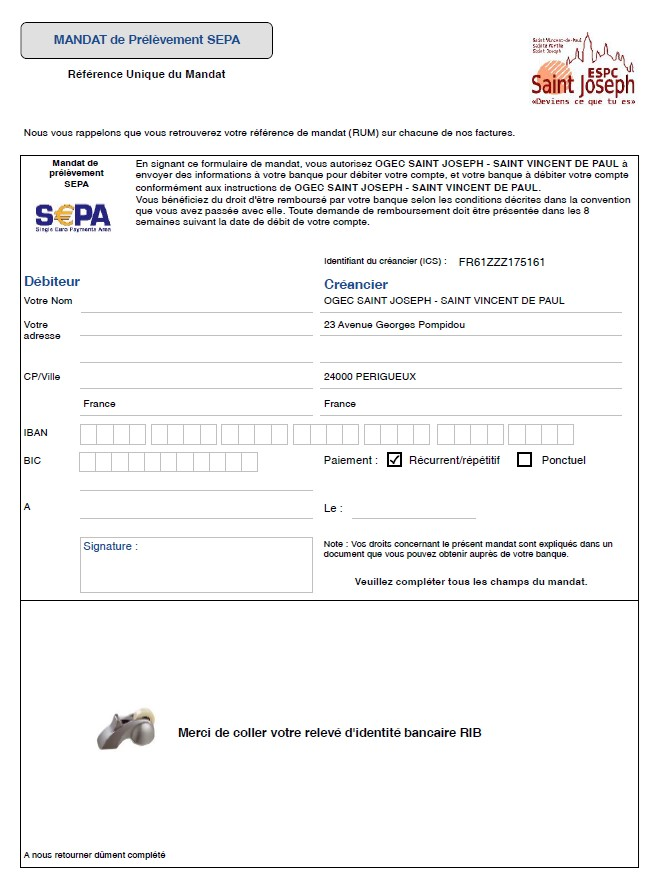 MANDAT de Prélèvement SEPA
Référence Unique du Mandat
Saint Vincent-de-Paul
Sainte Marthe
Saint Joseph
ESPC
Saint Joseph
«Deviens ce que tu es»
Nous vous rappelons que vous retrouverez votre référence de mandat (RUM) sur chacune de nos factures.
Mandat de
prélèvement
SEPA
SEPA
Single Euro Payments Area
En signant ce formulaire de mandat, vous autorisez OGEC SAINT JOSEPH - SAINT VINCENT DE PAUL à
envoyer des informations à votre banque pour débiter votre compte, et votre banque à débiter votre compte
conformément aux instructions de OGEC SAINT JOSEPH - SAINT VINCENT DE PAUL.
Vous bénéficiez du droit d'être remboursé par votre banque selon les conditions décrites dans la convention
que vous avez passée avec elle. Toute demande de remboursement doit être présentée dans les 8
semaines suivant la date de débit de votre compte.
Identifiant du créancier (ICS) : FR61ZZZ175161
Débiteur
Créancier
Votre Nom
OGEC SAINT JOSEPH - SAINT VINCENT DE PAUL
Votre
adresse
23 Avenue Georges Pompidou
CP/Ville
24000 PERIGUEUX
France
France
IBAN
BIC
Paiement : Récurrent/répétitif Ponctuel
A
Le :
Signature :
Note : Vos droits concernant le présent mandat sont expliqués dans un
document que vous pouvez obtenir auprès de votre banque.
Veuillez compléter tous les champs du mandat.
Merci de coller votre relevé d'identité bancaire RIB
A nous retourner dûment complété